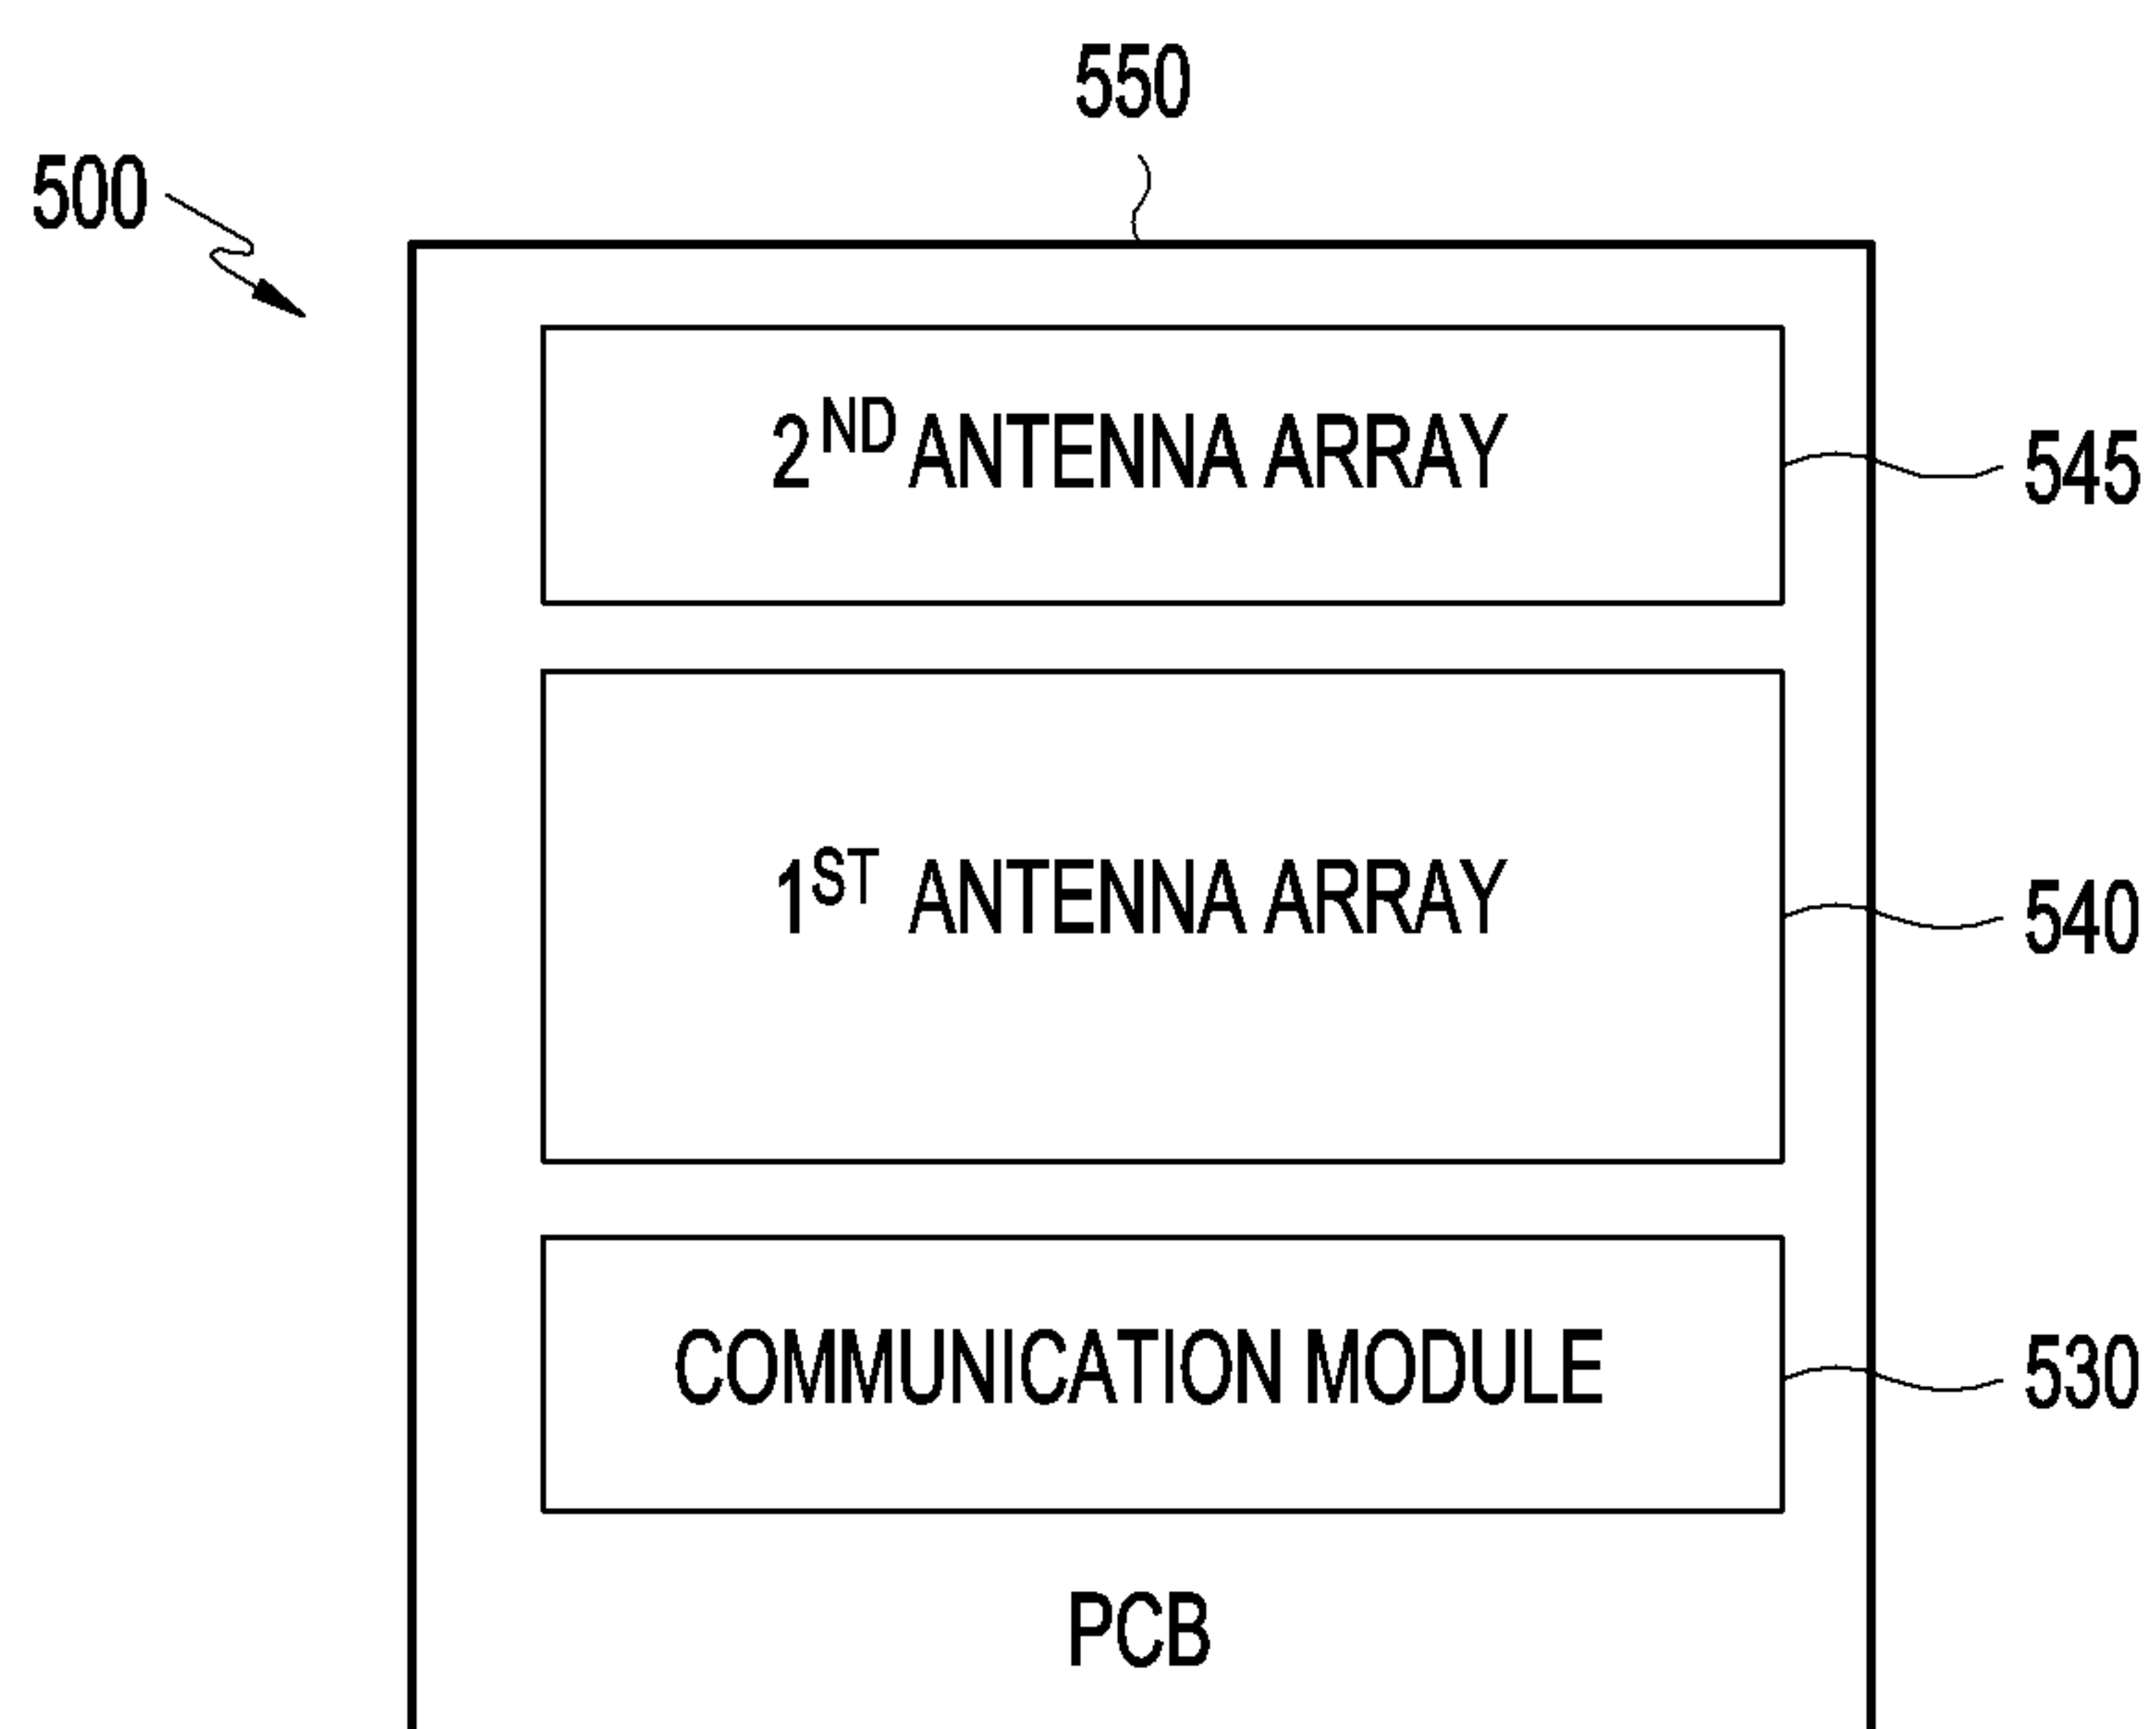 550
500
2ND ANTENNA ARRAY
545
1ST ANTENNA ARRAY
540
COMMUNICATION MODULE
530
PCB